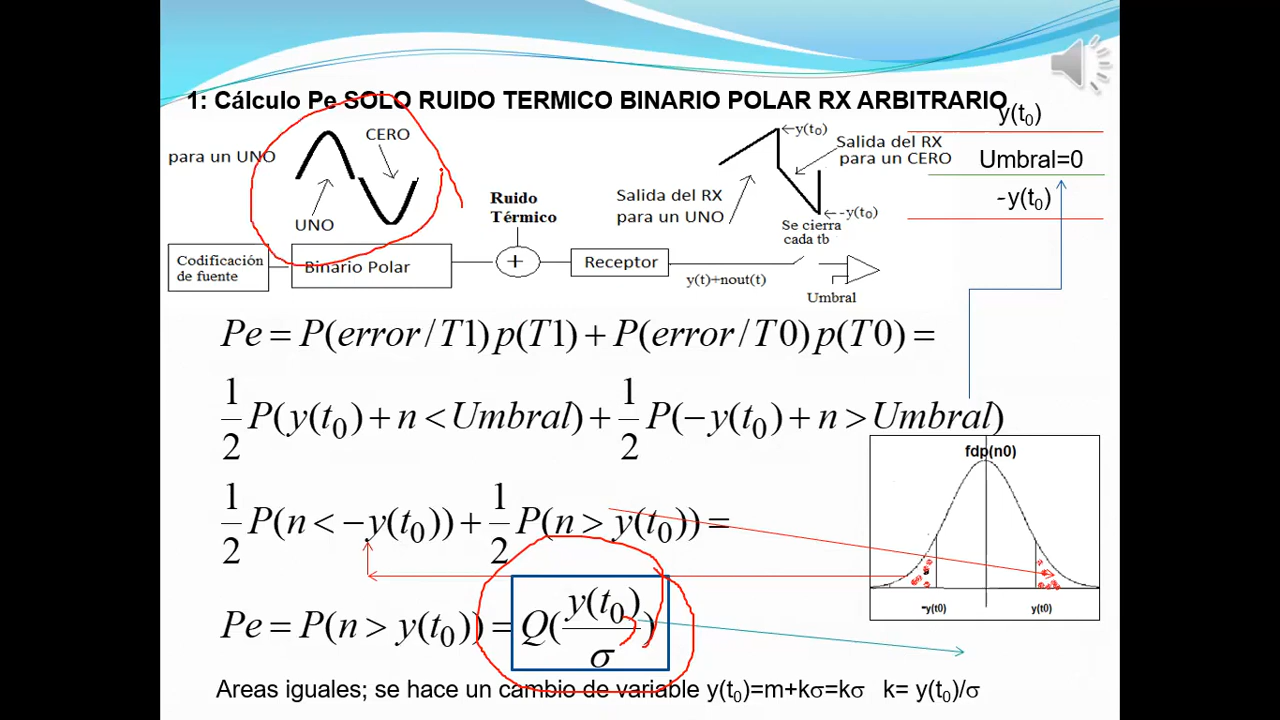 1: Cálculo Pe SOLO RUIDO TERMICO BINARIO POLAR RX ARBITRARIO
y(t0)
Umbral=0
-y(t0)
para un UNO
CERO
UNO
←y(t0)
Salida del RX
para un CERO
Salida del RX
para un UNO
←-y(t0)
Se cierra
cada tb
Ruido
Térmico
Codificación
de fuente
Binario Polar
+
Receptor
y(t)+nout(t)
Umbral
Pe = P(error / T1) p(T1) + P(error / T0) p(T0) =
1/2 P(y(t0) + n < Umbral) + 1/2 P(− y(t0) + n > Umbral)
fdp(n0)
1/2 P(n < −y(t0)) + 1/2 P(n > y(t0)) =
-y(t0)
y(t0)
Pe = P(n > y(t0)) = Q(y(t0)/σ)
Areas iguales; se hace un cambio de variable y(t0)=m+kσ=kσ k= y(t0)/σ